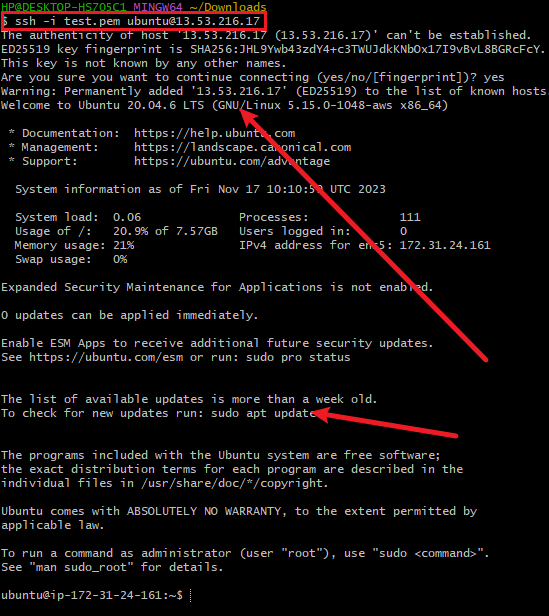 HP@DESKTOP-HS705C1 MINGW64 ~/Downloads
$ ssh -i test.pem ubuntu@13.53.216.17
The authenticity of host '13.53.216.17 (13.53.216.17)' can't be established.
ED25519 key fingerprint is SHA256:JHL9Ywb43zdY4+c3TWUJdkKNbOx17I9vBvL8BGRcFcY.
This key is not known by any other names.
Are you sure you want to continue connecting (yes/no/[fingerprint])? yes
Warning: Permanently added '13.53.216.17' (ED25519) to the list of known hosts.
Welcome to Ubuntu 20.04.6 LTS (GNU/Linux 5.15.0-1048-aws x86_64)
* Documentation: https://help.ubuntu.com
* Management: https://landscape.canonical.com
* Support: https://ubuntu.com/advantage
System information as of Fri Nov 17 10:10:50 UTC 2023
System load: 0.06 Processes: 111
Usage of /: 20.9% of 7.57GB Users logged in: 0
Memory usage: 21% IPv4 address for ens5: 172.31.24.161
Swap usage: 0%
Expanded Security Maintenance for Applications is not enabled.
0 updates can be applied immediately.
Enable ESM Apps to receive additional future security updates.
See https://ubuntu.com/esm or run: sudo pro status
The list of available updates is more than a week old.
To check for new updates run: sudo apt update
The programs included with the Ubuntu system are free software;
the exact distribution terms for each program are described in the
individual files in /usr/share/doc/*/copyright.
Ubuntu comes with ABSOLUTELY NO WARRANTY, to the extent permitted by
applicable law.
To run a command as administrator (user "root"), use "sudo <command>".
See "man sudo_root" for details.
ubuntu@ip-172-31-24-161:~$